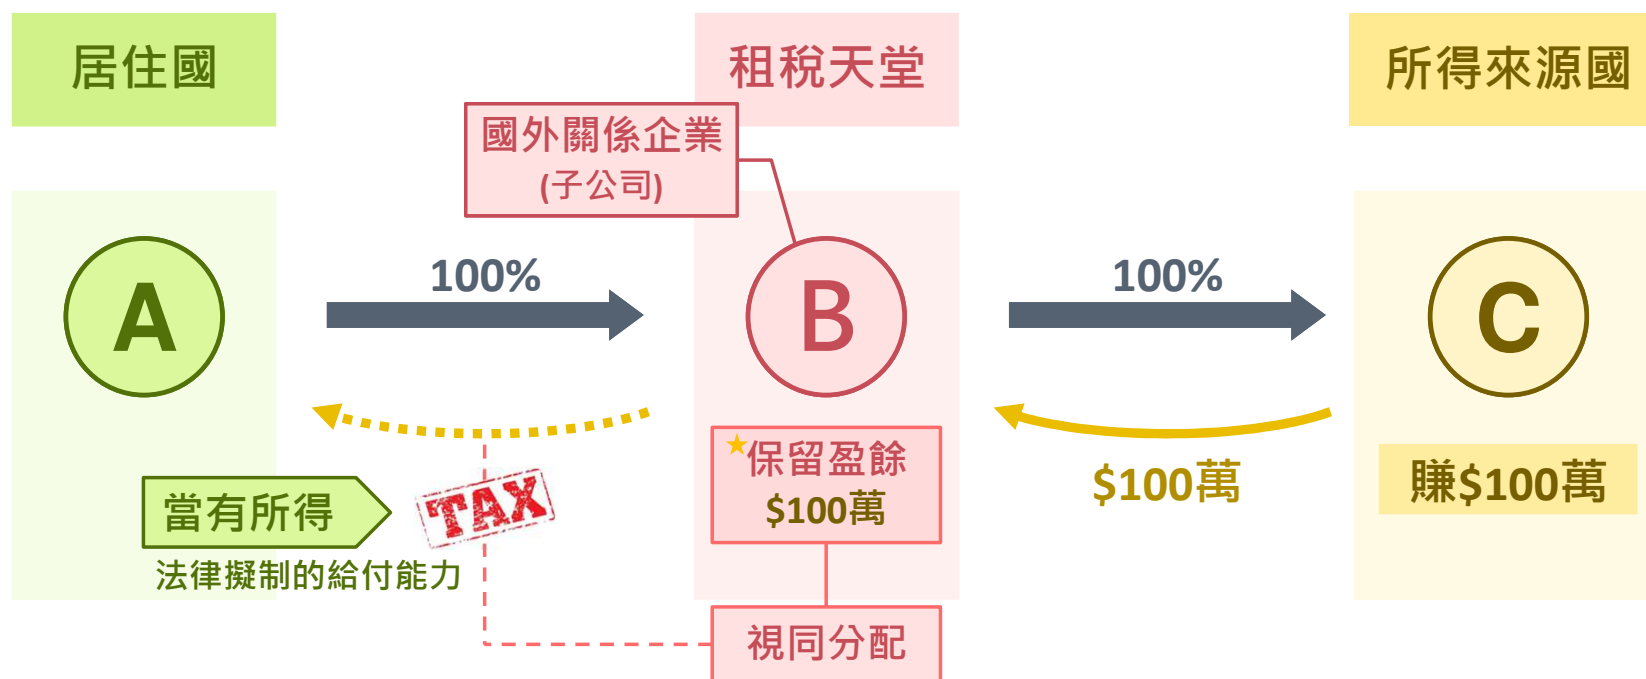 居住國
租稅天堂
所得來源國
國外關係企業
(子公司)
A
100%
B
100%
C
保留盈餘
$100萬
$100萬
賺$100萬
當有所得
TAX
法律擬制的給付能力
視同分配